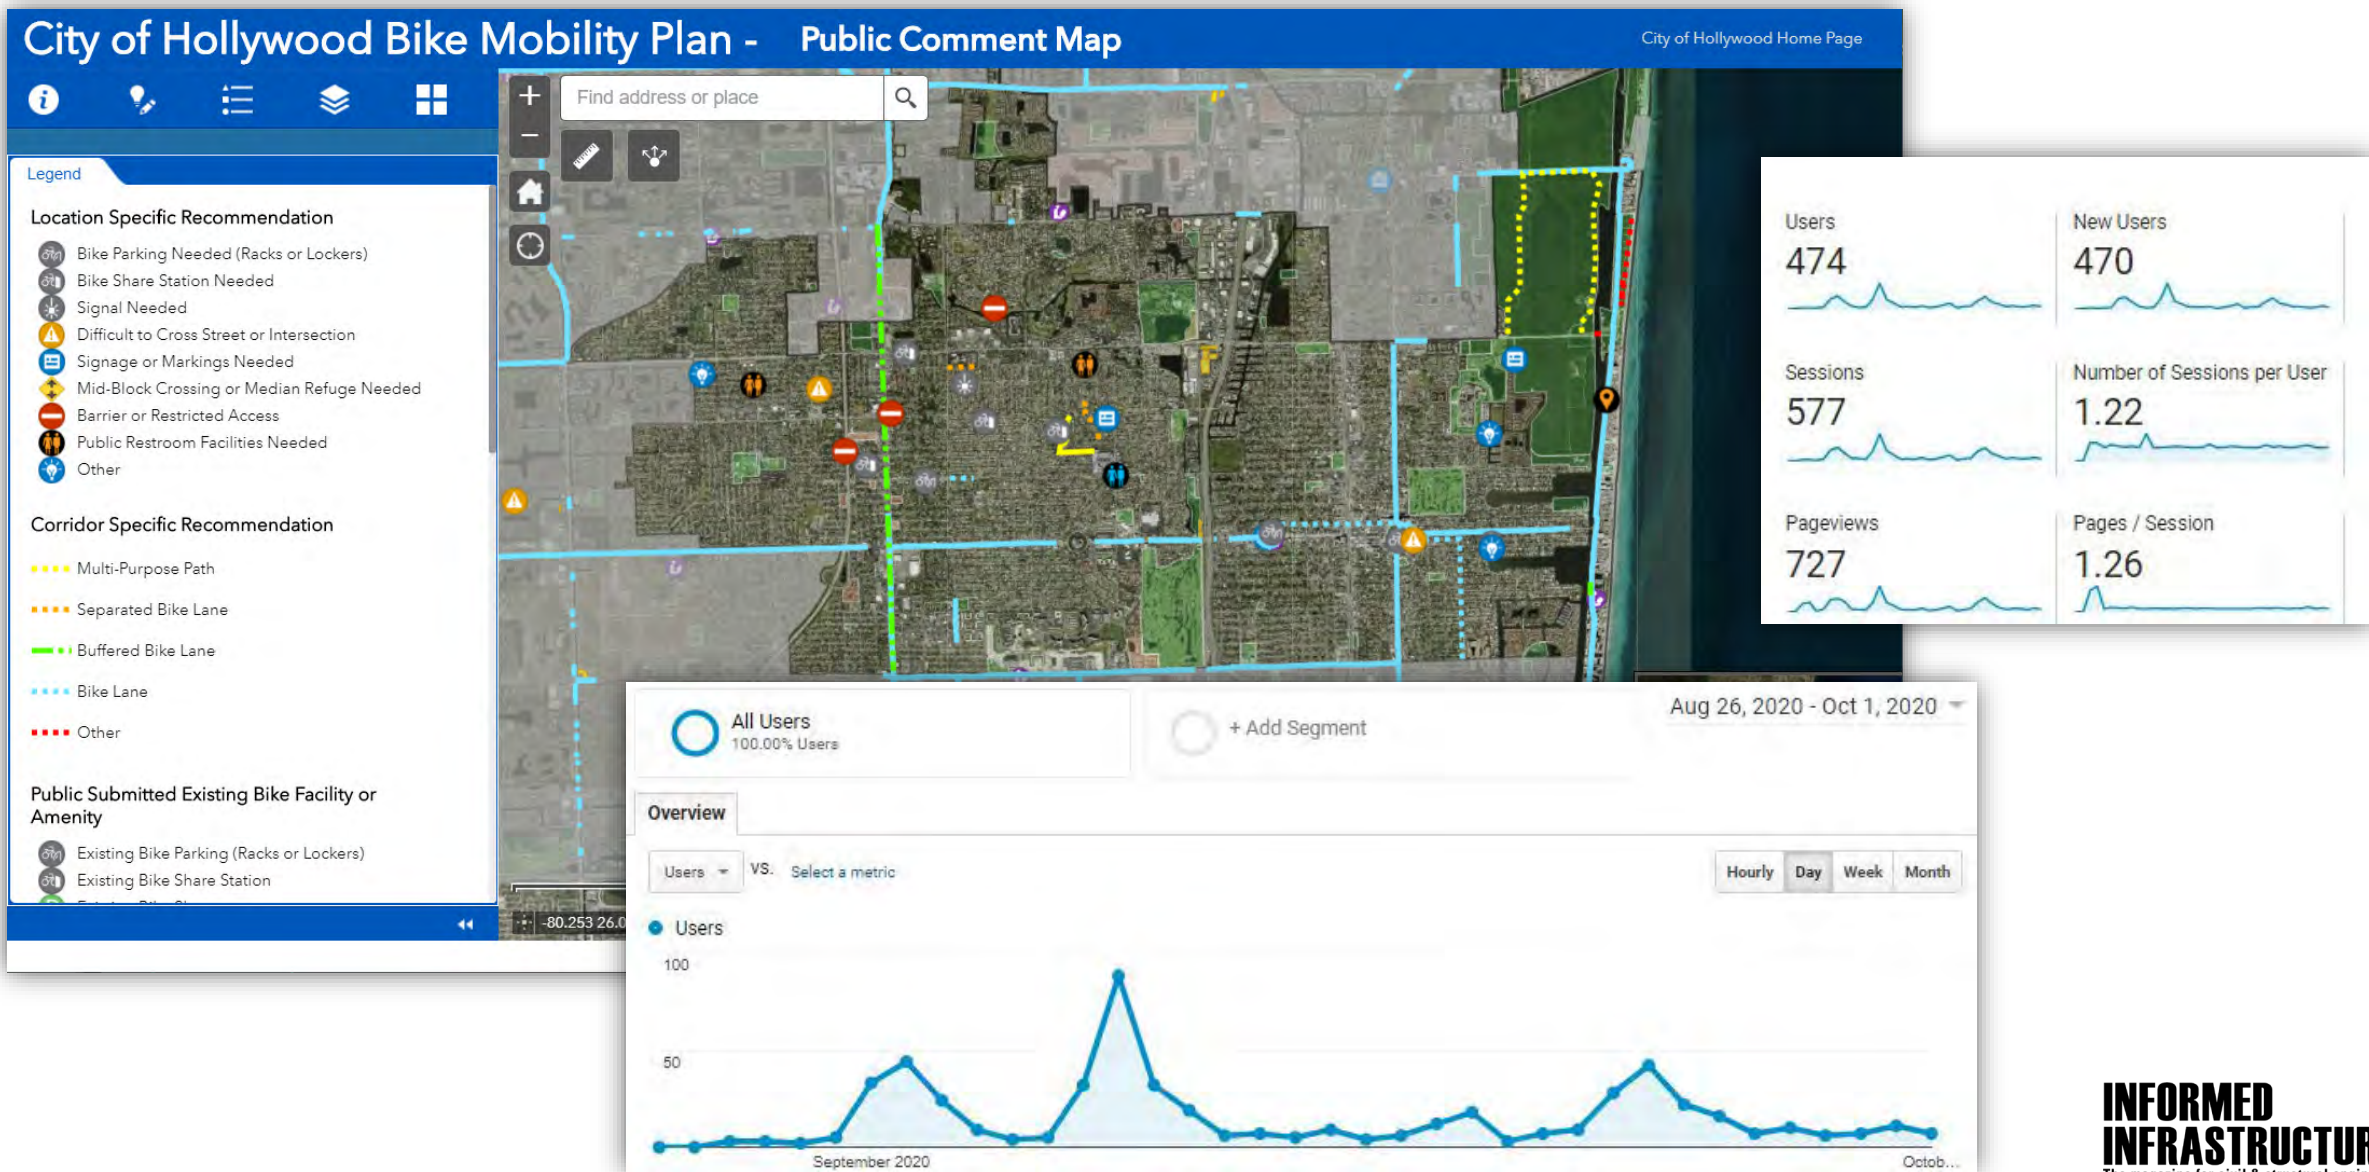 City of Hollywood Bike Mobility Plan - Public Comment Map
City of Hollywood Home Page
Find address or place
Legend
Location Specific Recommendation
Bike Parking Needed (Racks or Lockers)
Bike Share Station Needed
Signal Needed
Difficult to Cross Street or Intersection
Signage or Markings Needed
Mid-Block Crossing or Median Refuge Needed
Barrier or Restricted Access
Public Restroom Facilities Needed
Other
Corridor Specific Recommendation
Multi-Purpose Path
Separated Bike Lane
Buffered Bike Lane
Bike Lane
Other
Public Submitted Existing Bike Facility or
Amenity
Existing Bike Parking (Racks or Lockers)
Existing Bike Share Station
-80.253 26.0
Users
474
New Users
470
Sessions
577
Number of Sessions per User
1.22
Pageviews
727
Pages / Session
1.26
All Users
100.00% Users
+ Add Segment
Aug 26, 2020 - Oct 1, 2020
Overview
Users VS. Select a metric
Hourly Day Week Month
Users
100
50
September 2020
Octob...
INFORMED
INFRASTRUCTUR